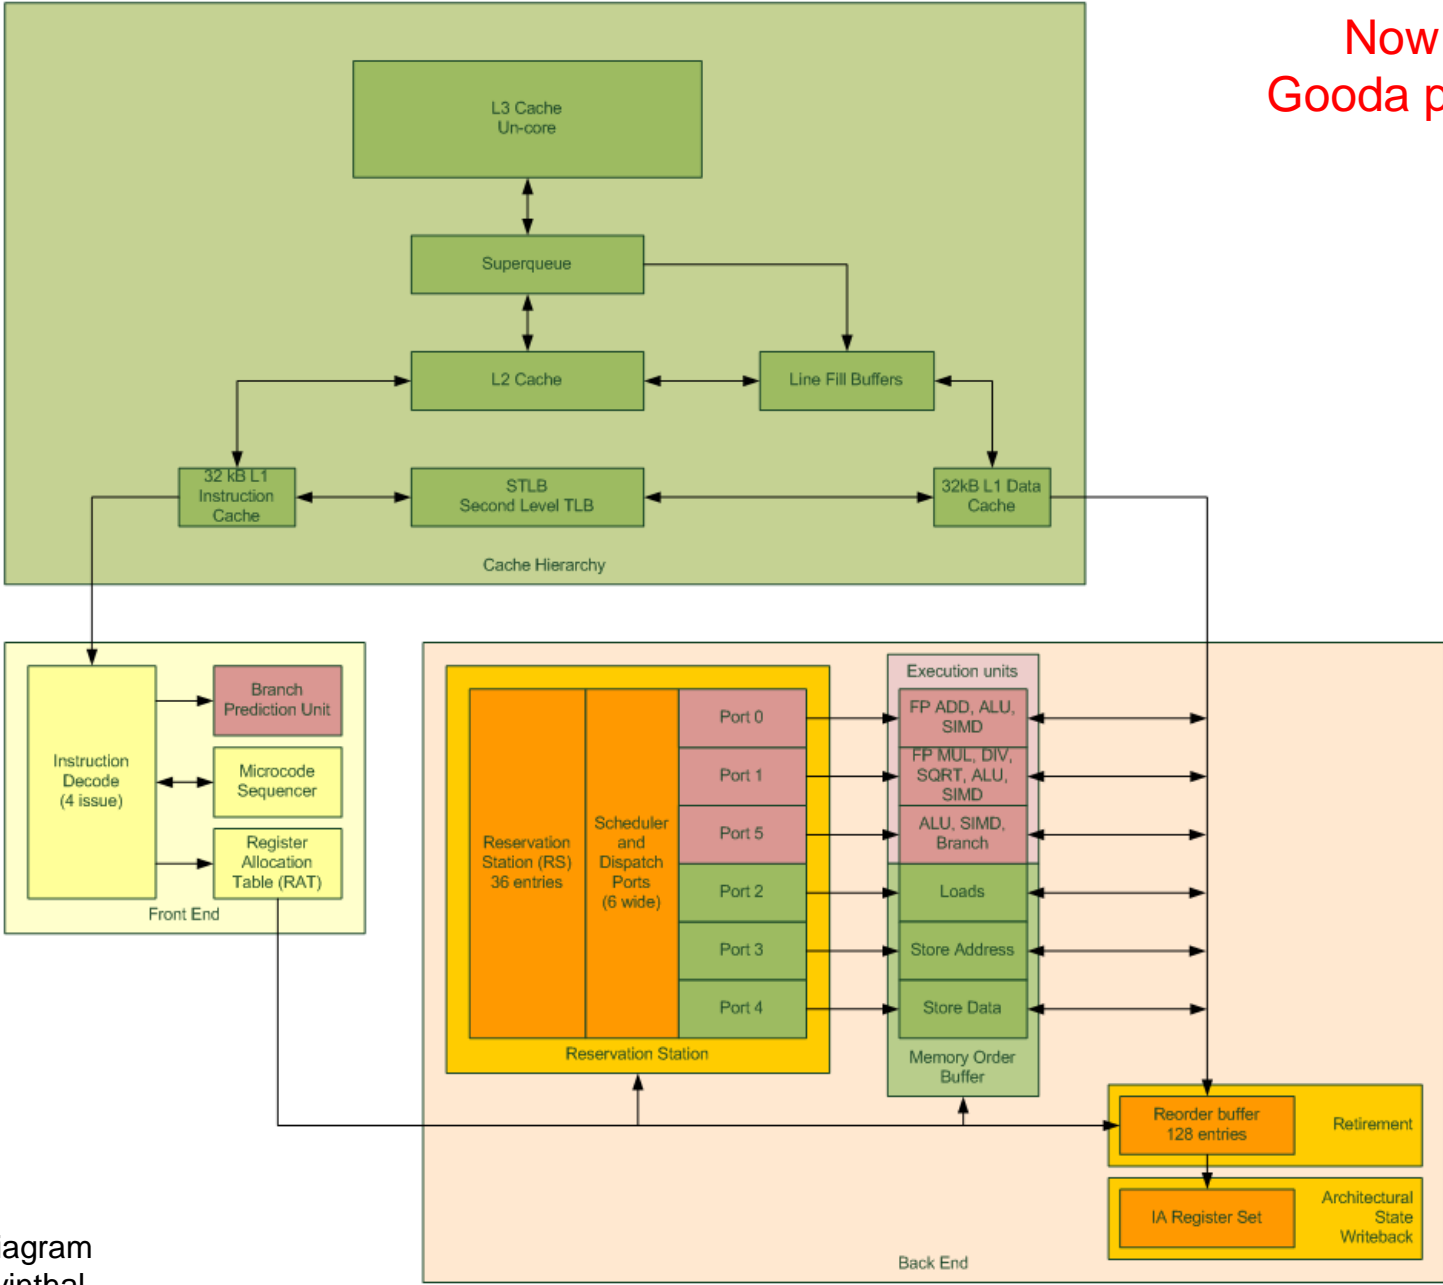 Now
Gooda p
L3 Cache
Un-core
Superqueue
L2 Cache
Line Fill Buffers
32 kB L1
Instruction
Cache
STLB
Second Level TLB
32kB L1 Data
Cache
Cache Hierarchy
Instruction
Decode
(4 issue)
Branch
Prediction Unit
Microcode
Sequencer
Register
Allocation
Table (RAT)
Front End
Reservation
Station (RS)
36 entries
Scheduler
and
Dispatch
Ports
(6 wide)
Port 0
Port 1
Port 5
Port 2
Port 3
Port 4
Reservation Station
Execution units
FP ADD, ALU,
SIMD
FP MUL, DIV,
SQRT, ALU,
SIMD
ALU, SIMD,
Branch
Loads
Store Address
Store Data
Memory Order
Buffer
Reorder buffer
128 entries
Retirement
IA Register Set
Architectural
State
Writeback
Back End
iagram